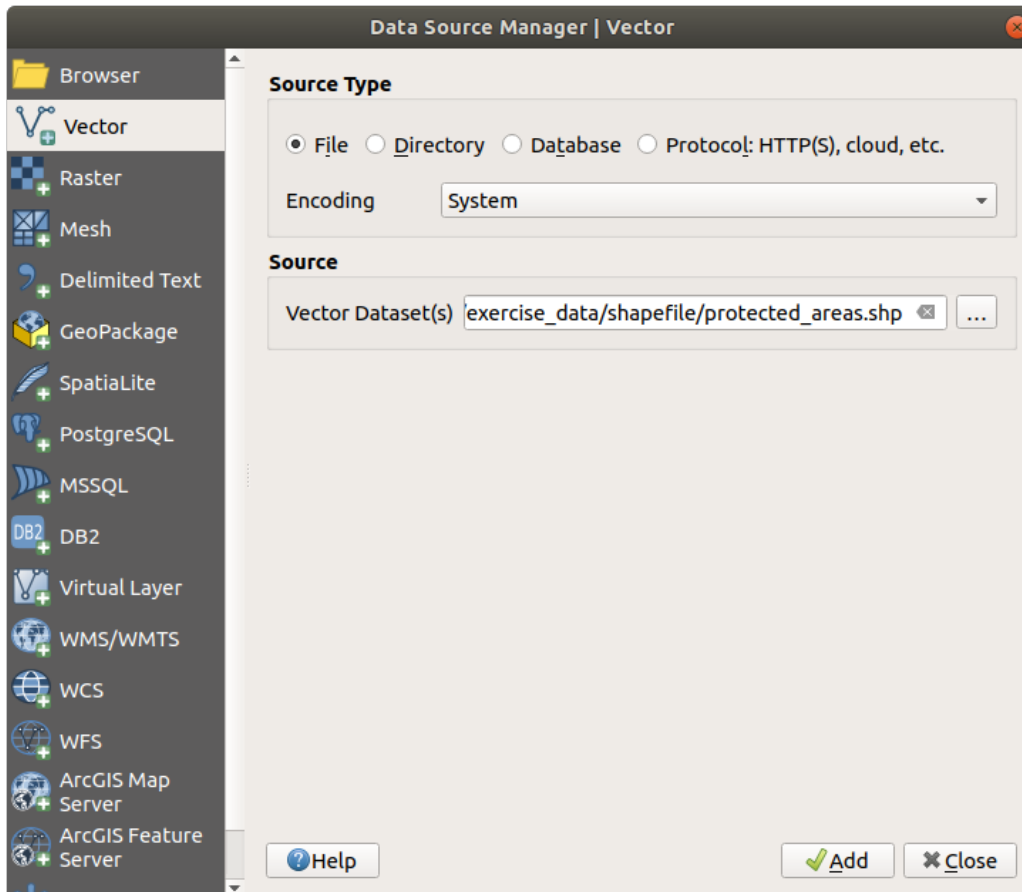 Data Source Manager | Vector
Browser
Vector
Raster
Mesh
Delimited Text
GeoPackage
SpatiaLite
PostgreSQL
MSSQL
DB2
DB2
Virtual Layer
WMS/WMTS
WCS
WFS
ArcGIS Map
Server
ArcGIS Feature
Server
Source Type
File Directory Database Protocol: HTTP(S), cloud, etc.
Encoding System
Source
Vector Dataset(s) /exercise_data/shapefile/protected_areas.shp ...
Help Add Close